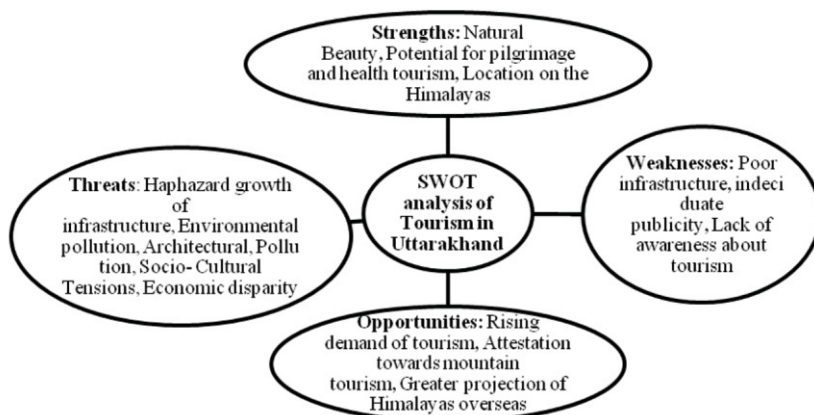 Strengths: Natural
Beauty, Potential for pilgrimage
and health tourism, Location on the
Himalayas
Threats: Haphazard growth
of
infrastructure, Environmental
pollution, Architectural, Pollu
tion, Socio- Cultural
Tensions, Economic disparity
SWOT
analysis of
Tourism in
Uttarakhand
Weaknesses: Poor
infrastructure, indeci
duate
publicity, Lack of
awareness about
tourism
Opportunities: Rising
demand of tourism, Attestation
towards mountain
tourism, Greater projection of
Himalayas overseas